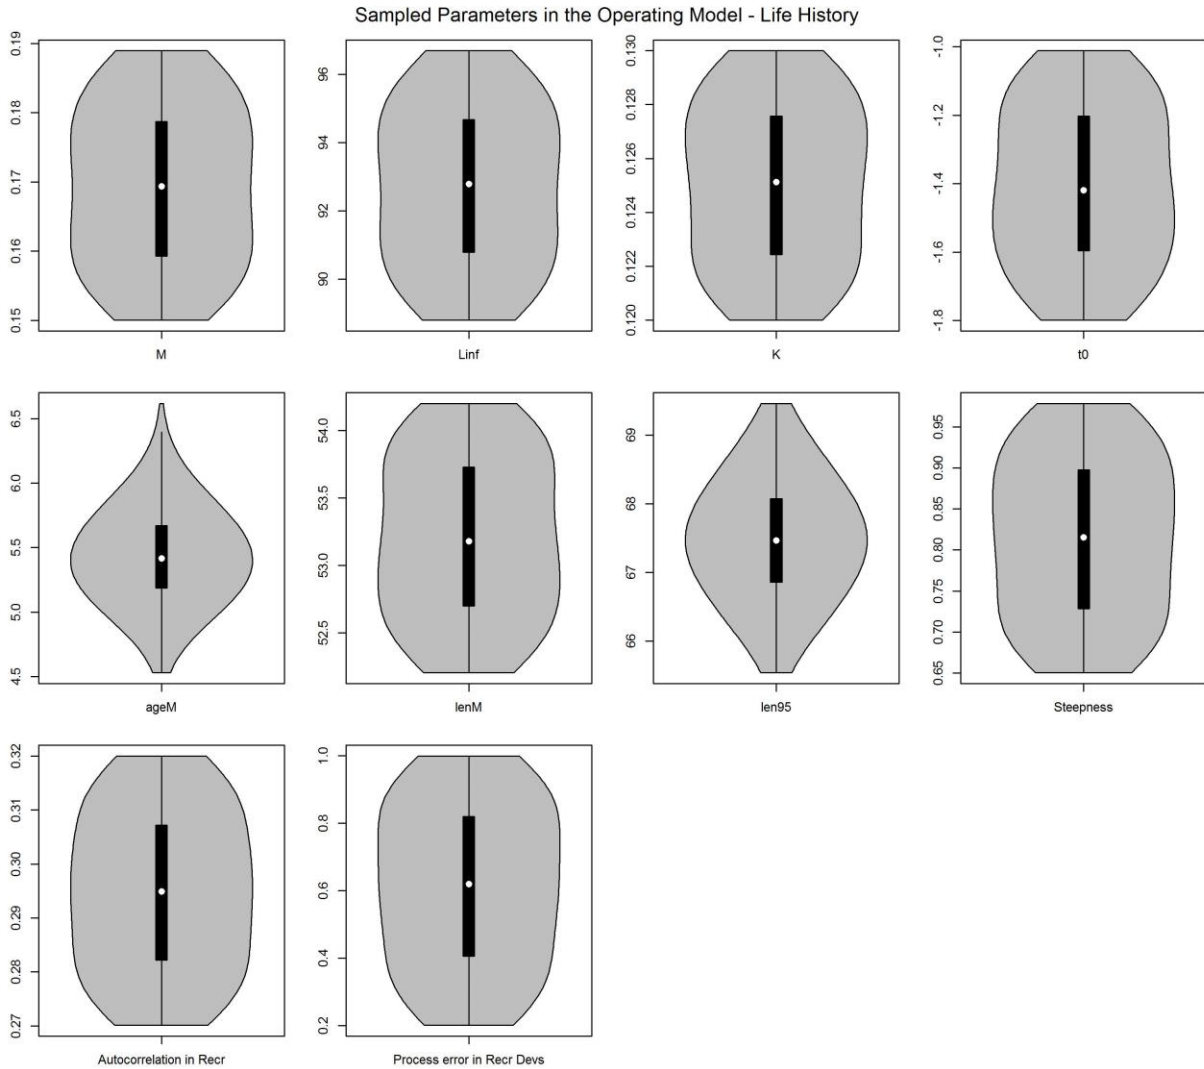 Sampled Parameters in the Operating Model - Life History
0.15 0.16 0.17 0.18 0.19
M
90 92 94 96
Linf
0.120 0.122 0.124 0.126 0.128 0.130
K
-1.8 -1.6 -1.4 -1.2 -1.0
t0
4.5 5.0 5.5 6.0 6.5
ageM
52.5 53.0 53.5 54.0
lenM
66 67 68 69
len95
0.65 0.70 0.75 0.80 0.85 0.90 0.95
Steepness
0.27 0.28 0.29 0.30 0.31 0.32
Autocorrelation in Recr
0.2 0.4 0.6 0.8 1.0
Process error in Recr Devs